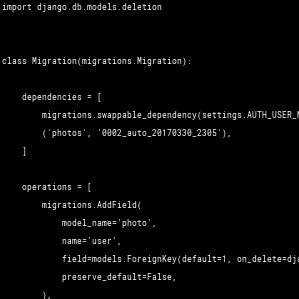 import django.db.models.deletion
class Migration(migrations.Migration):
dependencies = [
migrations.swappable_dependency(settings.AUTH_USER_M
('photos', '0002_auto_20170330_2305'),
]
operations = [
migrations.AddField(
model_name='photo',
name='user',
field=models.ForeignKey(default=1, on_delete=dja
preserve_default=False,
),